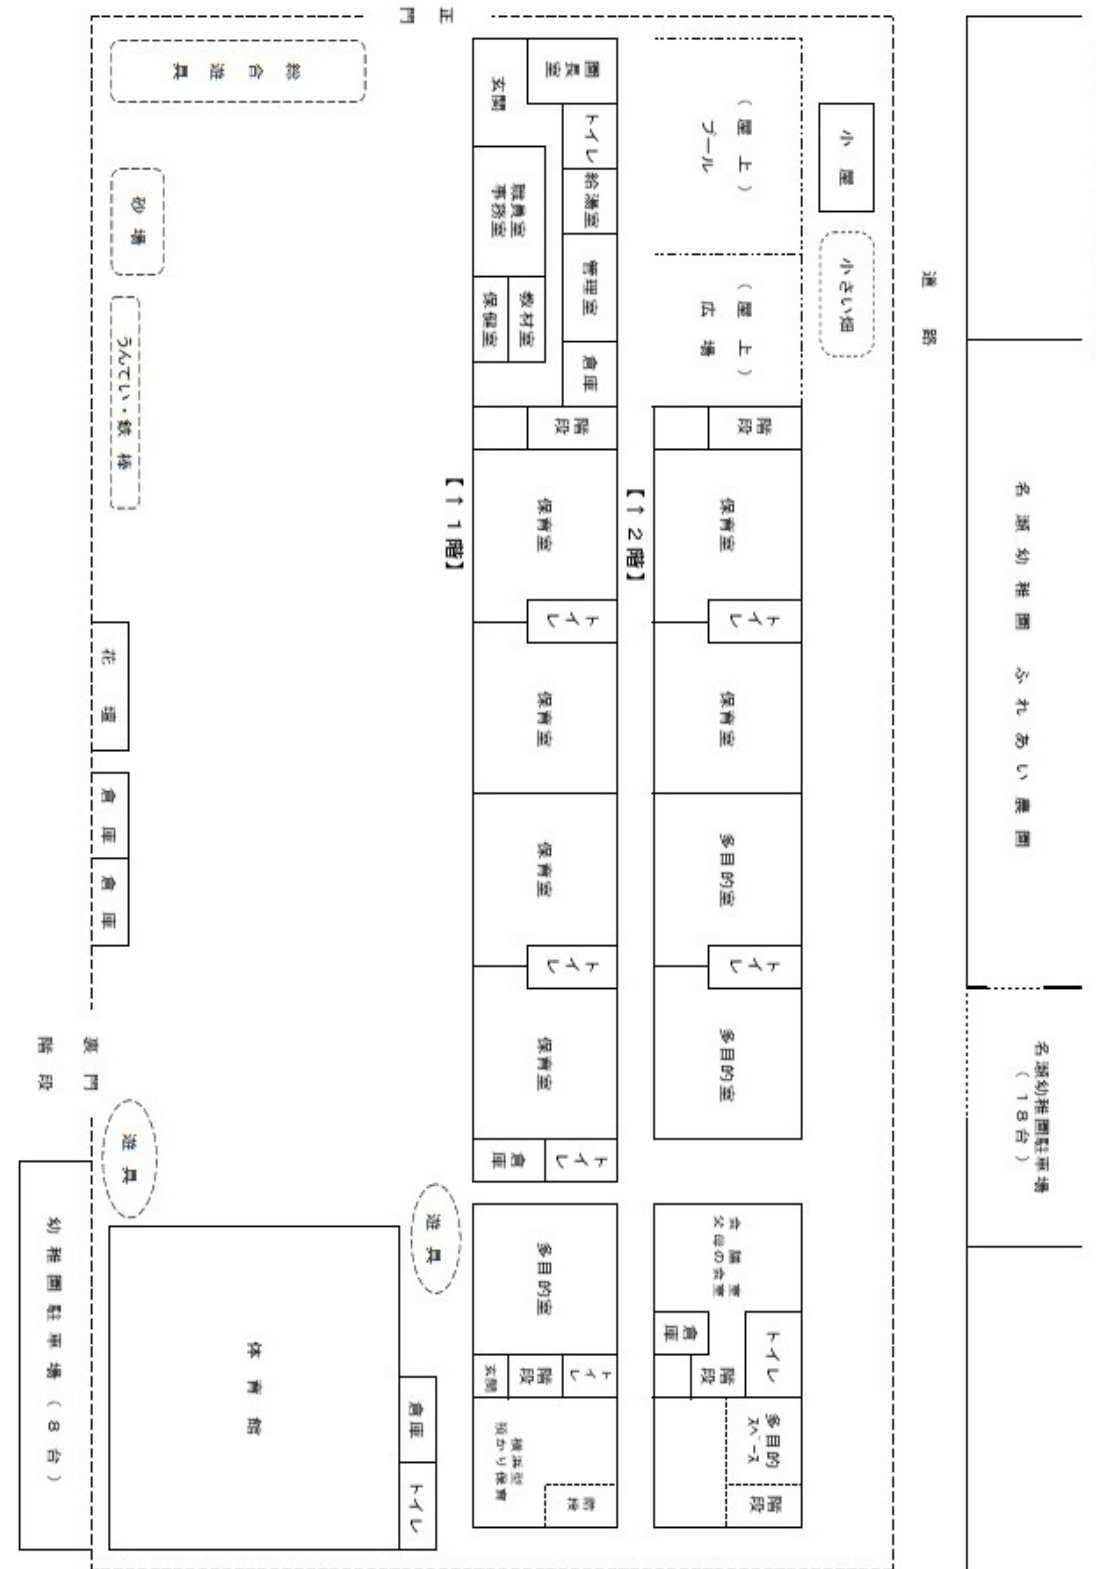 正門
総合遊具
砂場
うんてい・鉄棒
花壇
倉庫
倉庫
裏門
階段
遊具
幼稚園駐車場(8台)
体育館
遊具
倉庫
トイレ
【↑1階】
園長室
玄関
トイレ
給湯室
職員室
事務室
管理室
教材室
保健室
倉庫
階段
保育室
トイレ
保育室
保育室
トイレ
保育室
トイレ
倉庫
多目的室
トイレ
階段
玄関
横浜型
預かり保育
階段
【↑2階】
(屋上)
プール
(屋上)
広場
階段
保育室
トイレ
保育室
多目的室
トイレ
多目的室
会議室
父母の会室
倉庫
トイレ
階段
多目的
スペース
階段
小屋
小さい畑
道路
名瀬幼稚園 ふれあい農園
名瀬幼稚園駐車場
(18台)